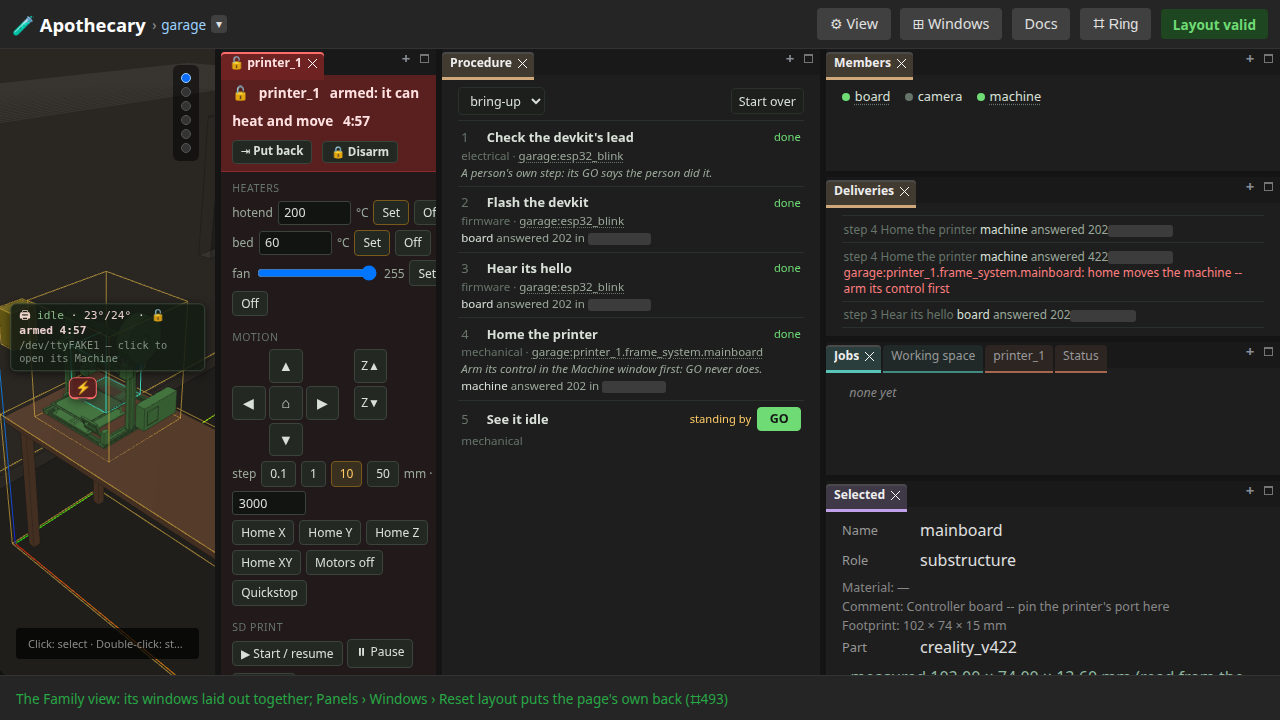 🧪 Apothecary › garage ▾
⚙ View
⊞ Windows
Docs
⌗ Ring
Layout valid
🔓 printer_1
🔓 printer_1 armed: it can
heat and move 4:57
⇥ Put back
🔒 Disarm
HEATERS
hotend 200 °C Set Of
bed 60 °C Set Off
fan 255 Set
Off
MOTION
▲ Z▲
◀ ⌂ ▶ Z▼
▼
step 0.1 1 10 50 mm ·
3000
Home X Home Y Home Z
Home XY Motors off
Quickstop
SD PRINT
▶ Start / resume ⏸ Pause
idle · 23°/24° · 🔓
armed 4:57
/dev/ttyFAKE1 — click to
open its Machine
Click: select · Double-click: st…
Procedure
bring-up
Start over
1 Check the devkit's lead done
electrical · garage:esp32_blink
A person's own step: its GO says the person did it.
2 Flash the devkit done
firmware · garage:esp32_blink
board answered 202 in
3 Hear its hello done
firmware · garage:esp32_blink
board answered 202 in
4 Home the printer done
mechanical · garage:printer_1.frame_system.mainboard
Arm its control in the Machine window first: GO never does.
machine answered 202 in
5 See it idle standing by GO
mechanical
Members
board camera machine
Deliveries
step 4 Home the printer machine answered 202
step 4 Home the printer machine answered 422
garage:printer_1.frame_system.mainboard: home moves the machine --
arm its control first
step 3 Hear its hello board answered 202
Jobs
Working space
printer_1
Status
none yet
Selected
Name mainboard
Role substructure
Material: —
Comment: Controller board -- pin the printer's port here
Footprint: 102 × 74 × 15 mm
Part creality_v422
The Family view: its windows laid out together; Panels › Windows › Reset layout puts the page's own back (⌗493)